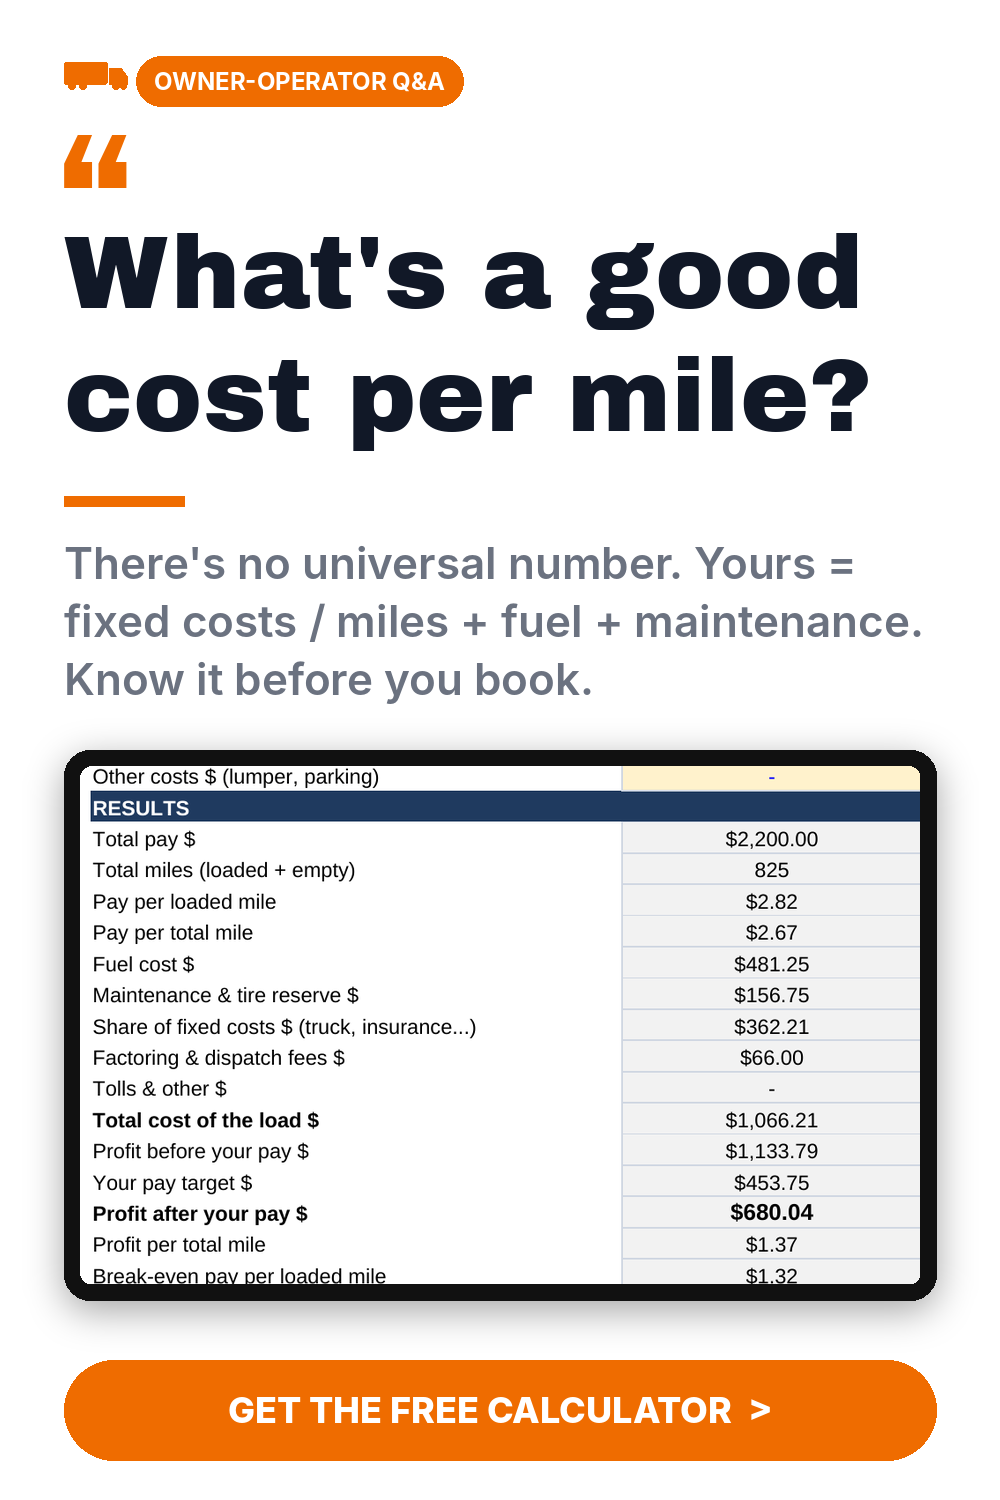 OWNER-OPERATOR Q&A
“
What's a good
cost per mile?
There's no universal number. Yours =
fixed costs / miles + fuel + maintenance.
Know it before you book.
Other costs $ (lumper, parking) -
RESULTS
Total pay $ $2,200.00
Total miles (loaded + empty) 825
Pay per loaded mile $2.82
Pay per total mile $2.67
Fuel cost $ $481.25
Maintenance & tire reserve $ $156.75
Share of fixed costs $ (truck, insurance...) $362.21
Factoring & dispatch fees $ $66.00
Tolls & other $ -
Total cost of the load $ $1,066.21
Profit before your pay $ $1,133.79
Your pay target $ $453.75
Profit after your pay $ $680.04
Profit per total mile $1.37
Break-even pay per loaded mile $1.32
GET THE FREE CALCULATOR >